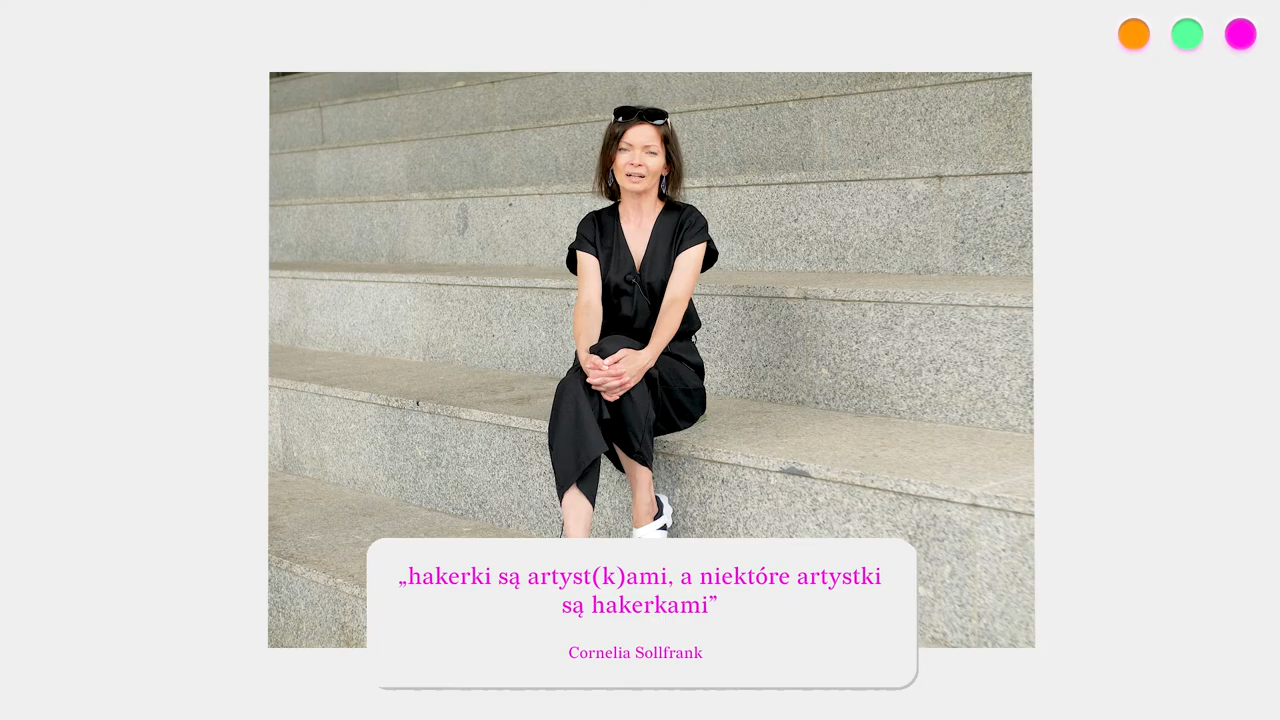 „hakerki są artyst(k)ami, a niektóre artystki
są hakerkami”
Cornelia Sollfrank